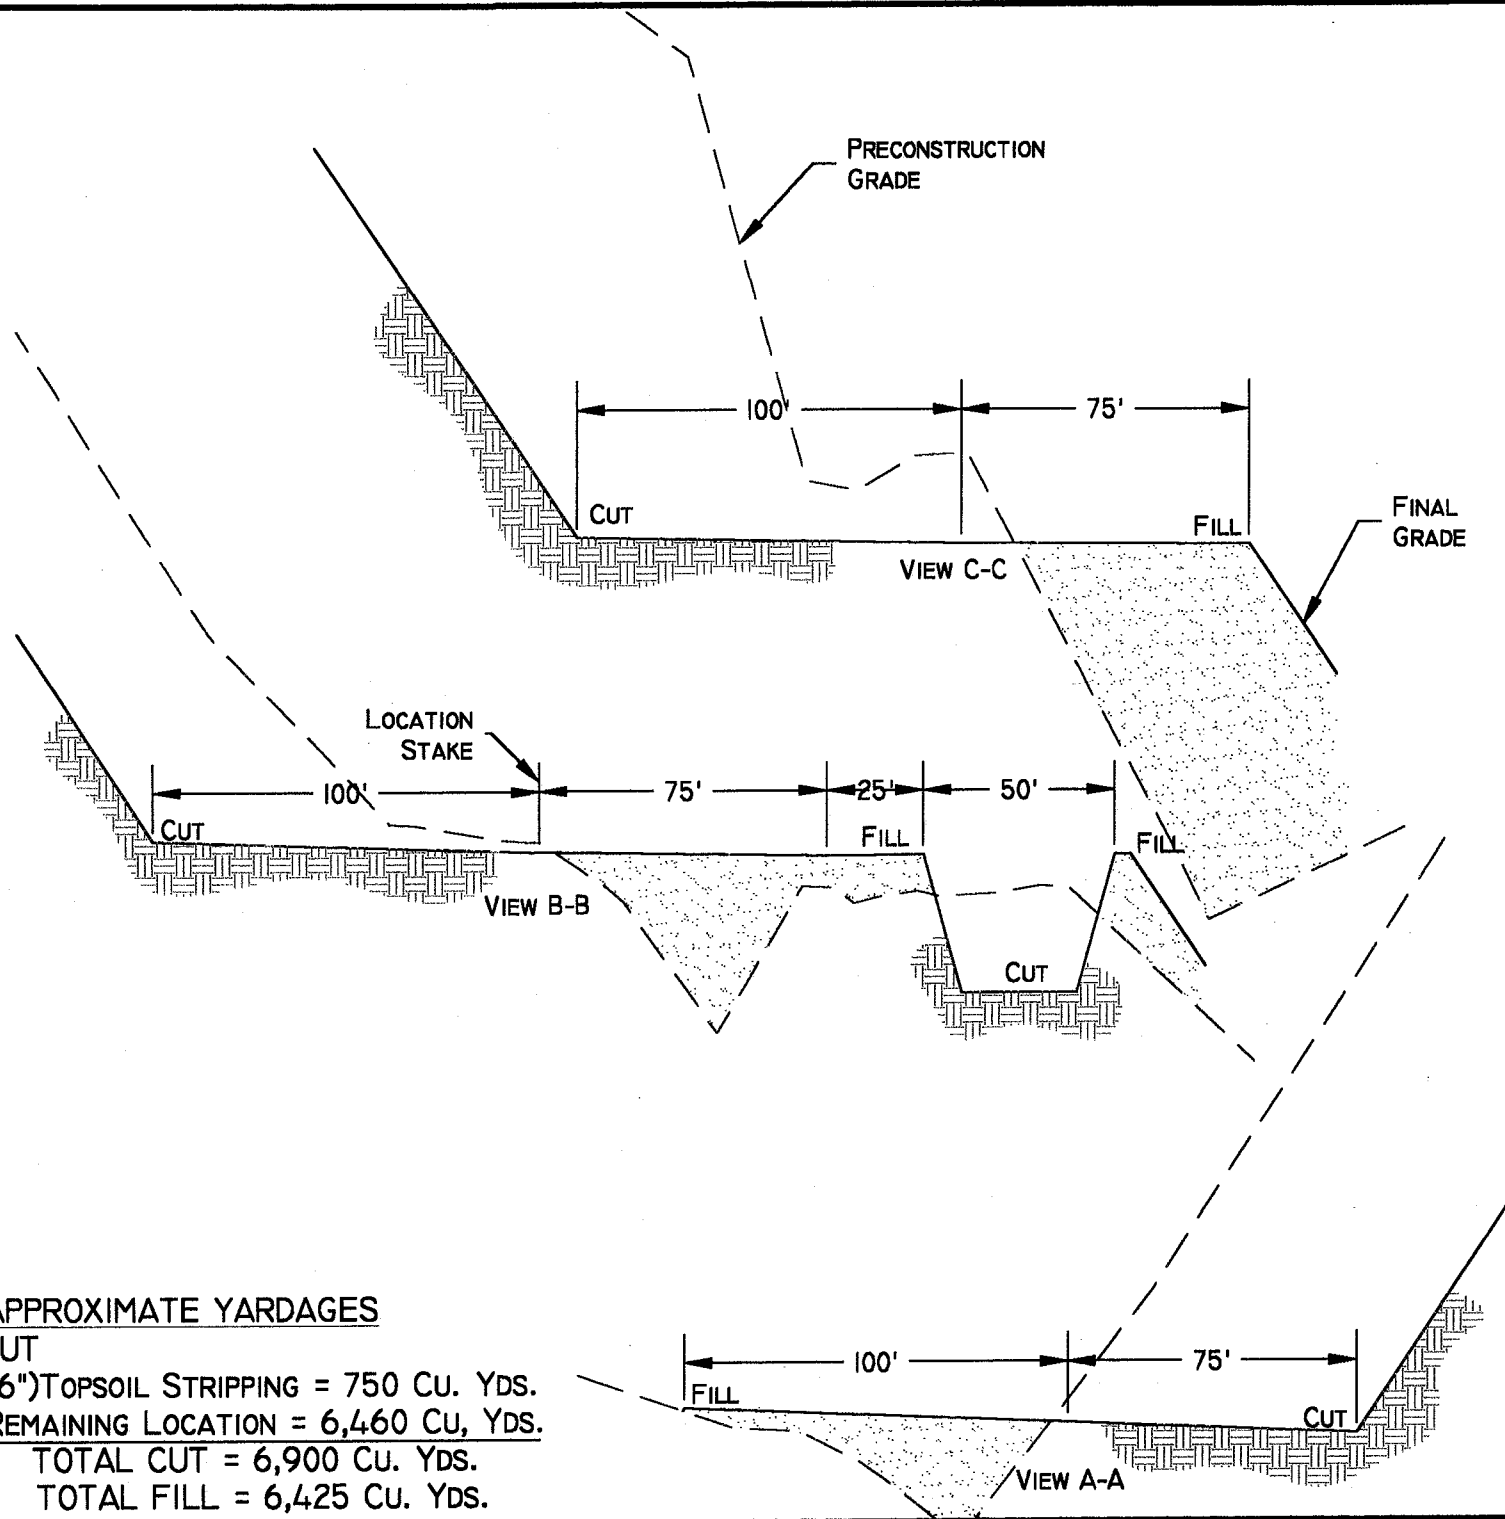 PRECONSTRUCTION
GRADE
100'
75'
CUT
FILL
FINAL
GRADE
VIEW C-C
LOCATION
STAKE
100'
75'
25'
50'
CUT
FILL
FILL
VIEW B-B
CUT
100'
75'
FILL
CUT
VIEW A-A
APPROXIMATE YARDAGES
UT
6")TOPSOIL STRIPPING = 750 CU. YDS.
REMAINING LOCATION = 6,460 CU, YDS.
TOTAL CUT = 6,900 CU. YDS.
TOTAL FILL = 6,425 CU. YDS.